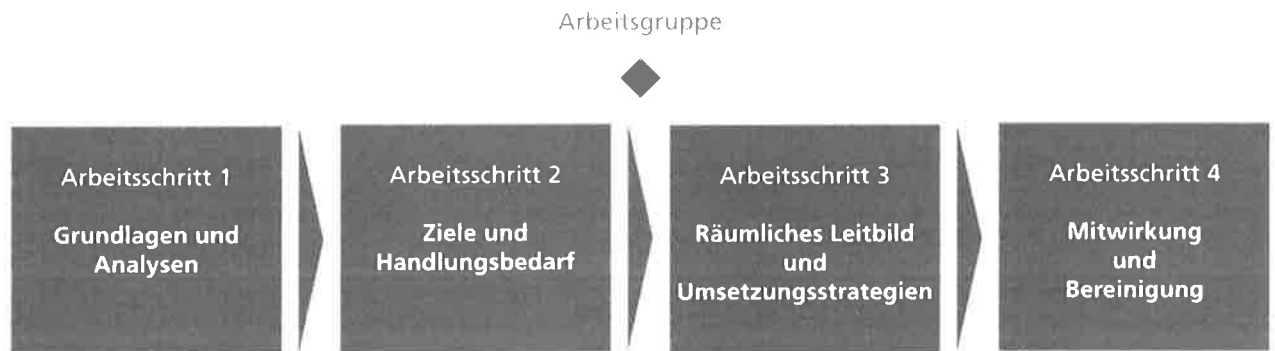 Arbeitsgruppe
Arbeitsschritt 1
Grundlagen und
Analysen
Arbeitsschritt 2
Ziele und
Handlungsbedarf
Arbeitsschritt 3
Räumliches Leitbild
und
Umsetzungsstrategien
Arbeitsschritt 4
Mitwirkung
und
Bereinigung